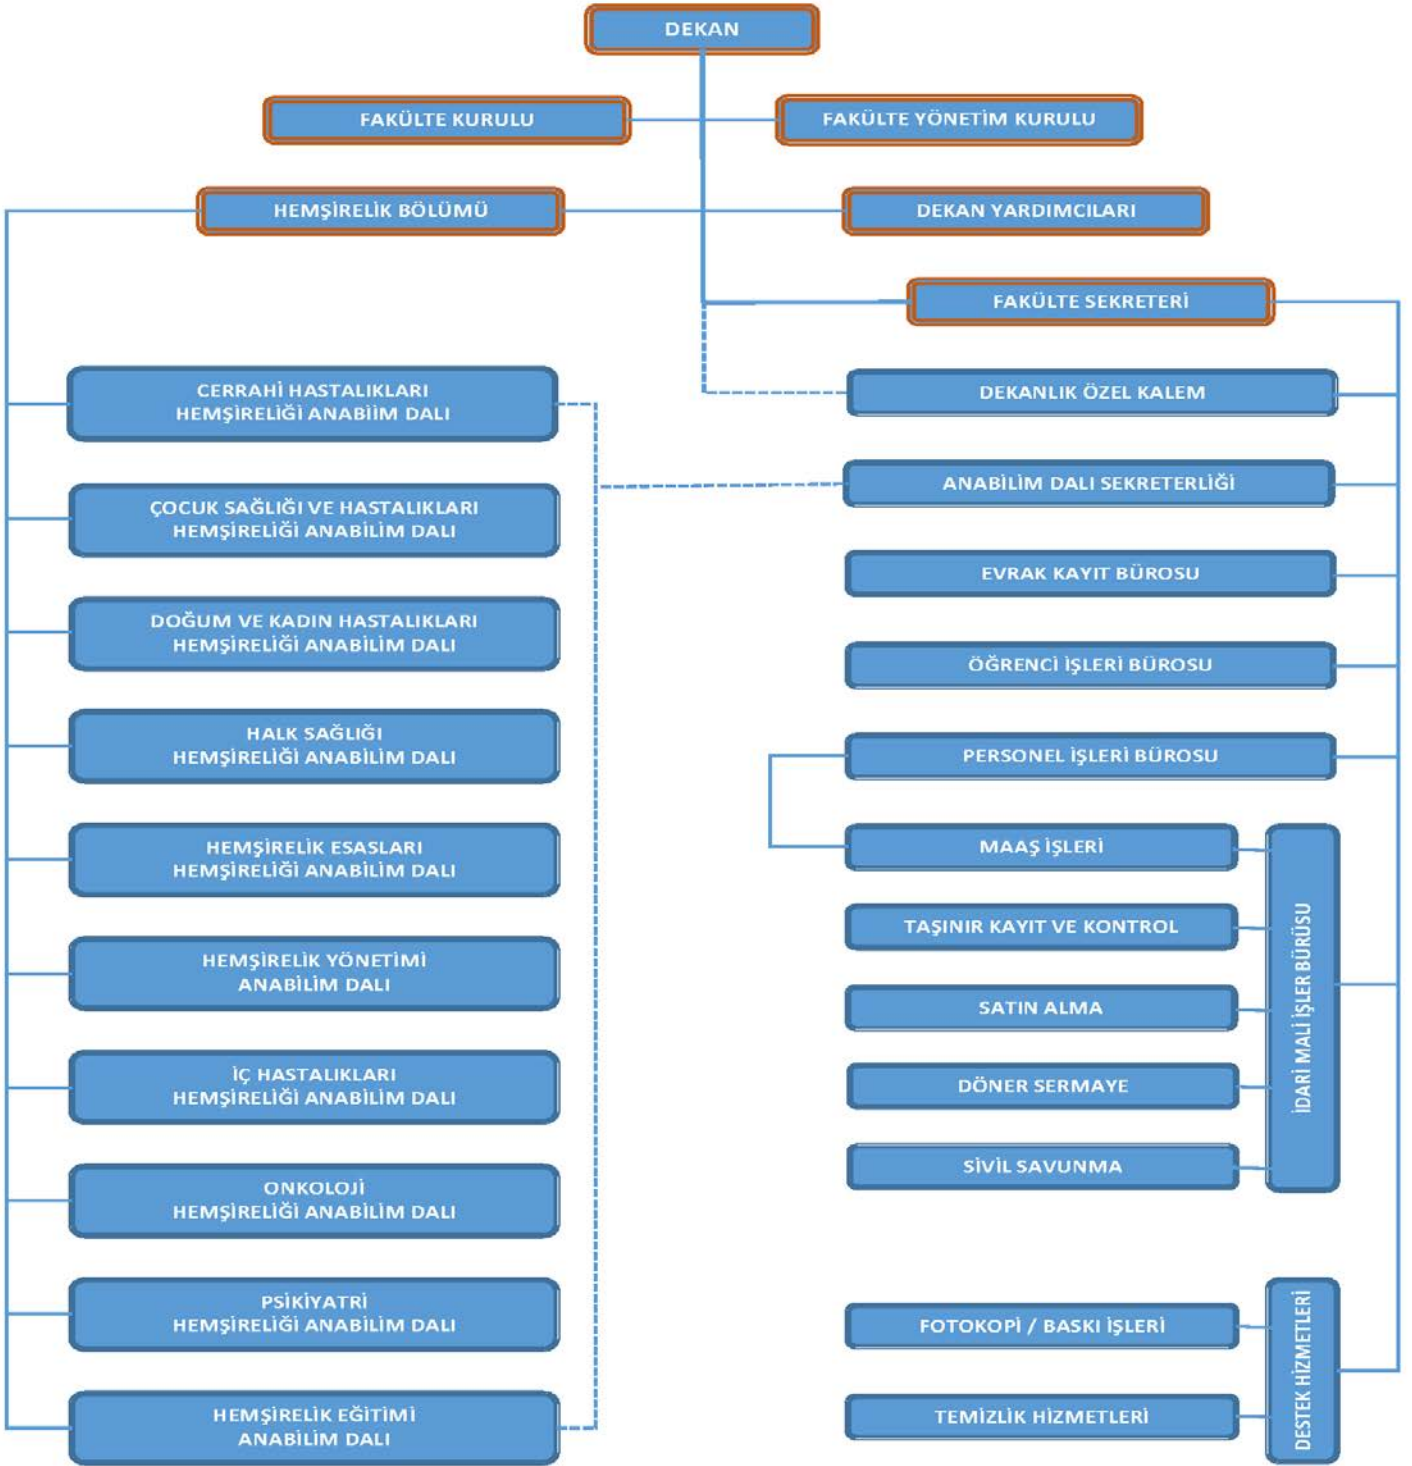 DEKAN
FAKÜLTE KURULU
FAKÜLTE YÖNETİM KURULU
HEMŞİRELİK BÖLÜMÜ
DEKAN YARDIMCILARI
FAKÜLTE SEKRETERİ
CERRAHİ HASTALIKLARI
HEMŞİRELİĞİ ANABİİM DALI
ÇOCUK SAĞLIĞI VE HASTALIKLARI
HEMŞİRELİĞİ ANABİLİM DALI
DOĞUM VE KADIN HASTALIKLARI
HEMŞİRELİĞİ ANABİLİM DALI
HALK SAĞLIĞI
HEMŞİRELİĞİ ANABİLİM DALI
HEMŞİRELİK ESASLARI
HEMŞİRELİĞİ ANABİLİM DALI
HEMŞİRELİK YÖNETİMİ
ANABİLİM DALI
İÇ HASTALIKLARI
HEMŞİRELİĞİ ANABİLİM DALI
ONKOLOJİ
HEMŞİRELİĞİ ANABİLİM DALI
PSİKİYATRİ
HEMŞİRELİĞİ ANABİLİM DALI
HEMŞİRELİK EĞİTİMİ
ANABİLİM DALI
DEKANLIK ÖZEL KALEM
ANABİLİM DALI SEKRETERLİĞİ
EVRAK KAYIT BÜROSU
ÖĞRENCİ İŞLERİ BÜROSU
PERSONEL İŞLERİ BÜROSU
MAAŞ İŞLERİ
TAŞINIR KAYIT VE KONTROL
SATIN ALMA
DÖNER SERMAYE
SİVİL SAVUNMA
İDARİ MALİ İŞLER BÜRÜSU
FOTOKOPİ / BASKI İŞLERİ
TEMİZLİK HİZMETLERİ
DESTEK HİZMETLERİ